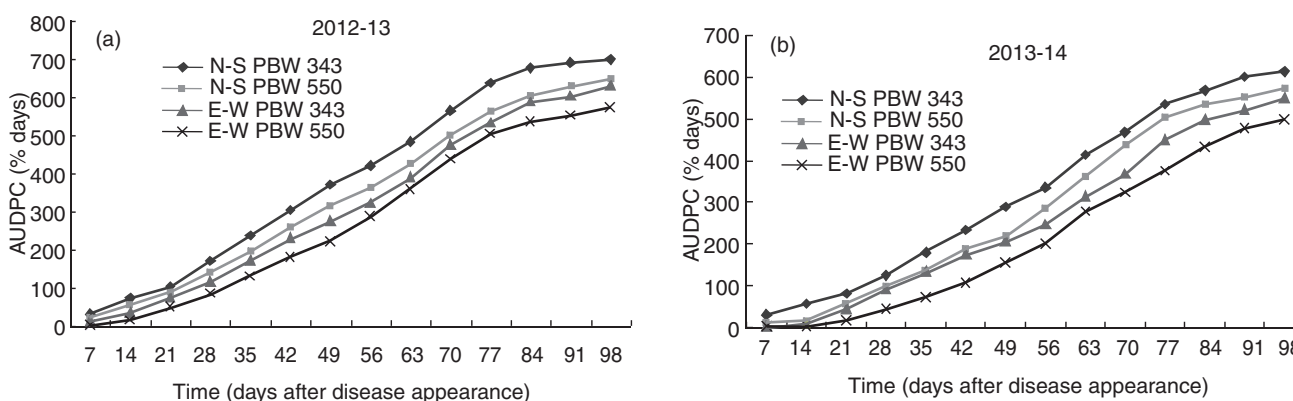 (a)
2012-13
N-S PBW 343
N-S PBW 550
E-W PBW 343
E-W PBW 550
AUDPC (% days)
800
700
600
500
400
300
200
100
0
7 14 21 28 35 42 49 56 63 70 77 84 91 98
Time (days after disease appearance)
(b)
2013-14
N-S PBW 343
N-S PBW 550
E-W PBW 343
E-W PBW 550
AUDPC (% days)
700
600
500
400
300
200
100
0
7 14 21 28 35 42 49 56 63 70 77 84 91 98
Time (days after disease appearance)